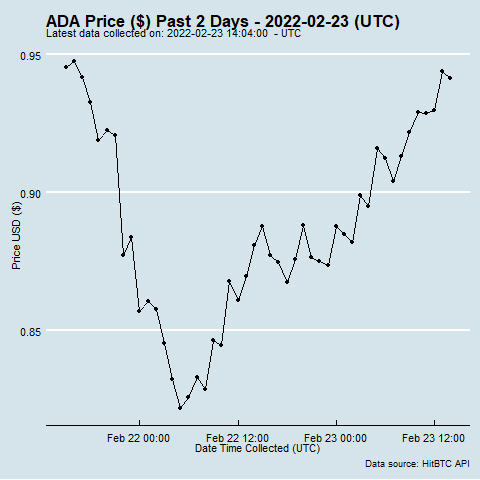 ADA Price ($) Past 2 Days - 2022-02-23 (UTC)
Latest data collected on: 2022-02-23 14:04:00 - UTC
0.95
0.90
0.85
Price USD ($)
Feb 22 00:00 Feb 22 12:00 Feb 23 00:00 Feb 23 12:00
Date Time Collected (UTC)
Data source: HitBTC API